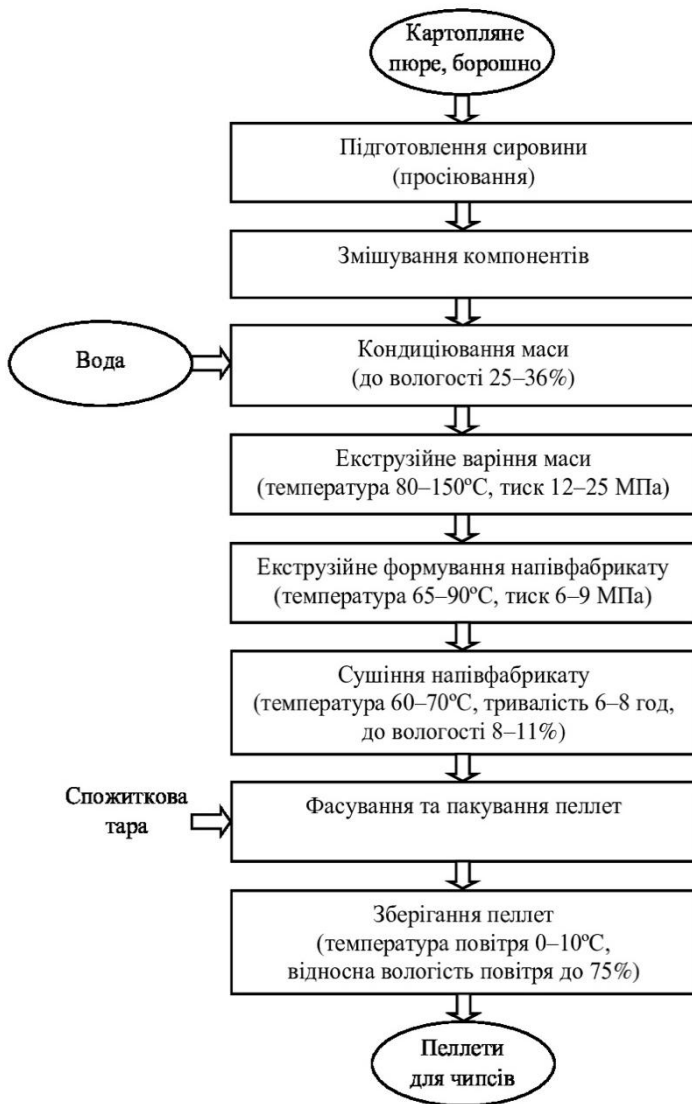 Картопляне
пюре, борошно
Підготовлення сировини
(просіювання)
Змішування компонентів
Вода
Кондиціювання маси
(до вологості 25–36%)
Екструзійне варіння маси
(температура 80–150ºС, тиск 12–25 МПа)
Екструзійне формування напівфабрикату
(температура 65–90ºС, тиск 6–9 МПа)
Сушіння напівфабрикату
(температура 60–70ºС, тривалість 6–8 год,
до вологості 8–11%)
Спожиткова
тара
Фасування та пакування пеллет
Зберігання пеллет
(температура повітря 0–10ºС,
відносна вологість повітря до 75%)
Пеллети
для чипсів